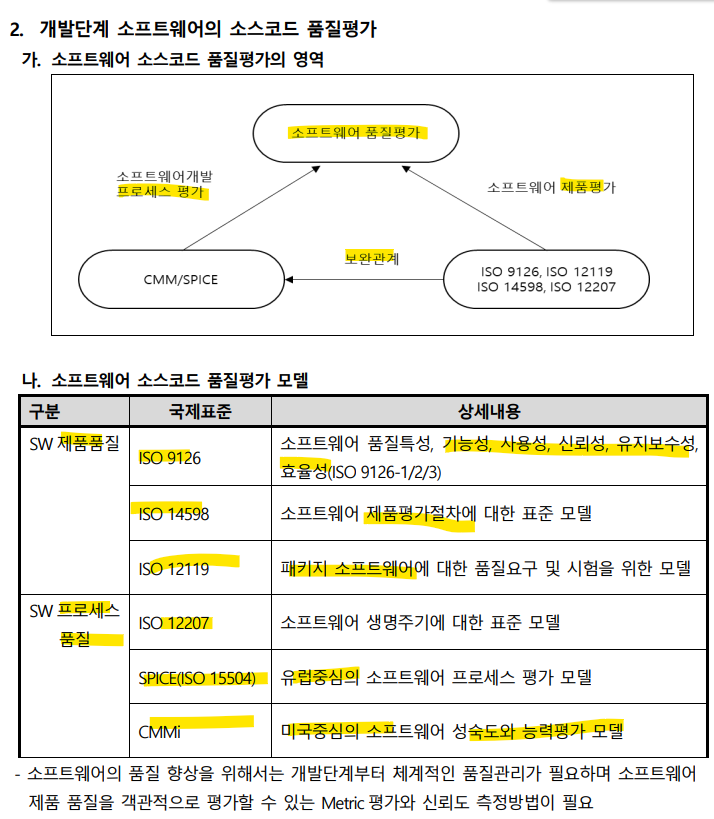 2. 개발단계 소프트웨어의 소스코드 품질평가
가. 소프트웨어 소스코드 품질평가의 영역
소프트웨어 품질평가
소프트웨어개발
프로세스 평가
소프트웨어 제품평가
보완관계
CMM/SPICE
ISO 9126, ISO 12119
ISO 14598, ISO 12207
나. 소프트웨어 소스코드 품질평가 모델
구분 국제표준 상세내용
SW 제품품질
ISO 9126
소프트웨어 품질특성, 기능성, 사용성, 신뢰성, 유지보수성,
효율성(ISO 9126-1/2/3)
ISO 14598 소프트웨어 제품평가절차에 대한 표준 모델
ISO 12119 패키지 소프트웨어에 대한 품질요구 및 시험을 위한 모델
SW 프로세스
품질
ISO 12207 소프트웨어 생명주기에 대한 표준 모델
SPICE(ISO 15504) 유럽중심의 소프트웨어 프로세스 평가 모델
CMMi 미국중심의 소프트웨어 성숙도와 능력평가 모델
- 소프트웨어의 품질 향상을 위해서는 개발단계부터 체계적인 품질관리가 필요하며 소프트웨어
제품 품질을 객관적으로 평가할 수 있는 Metric 평가와 신뢰도 측정방법이 필요